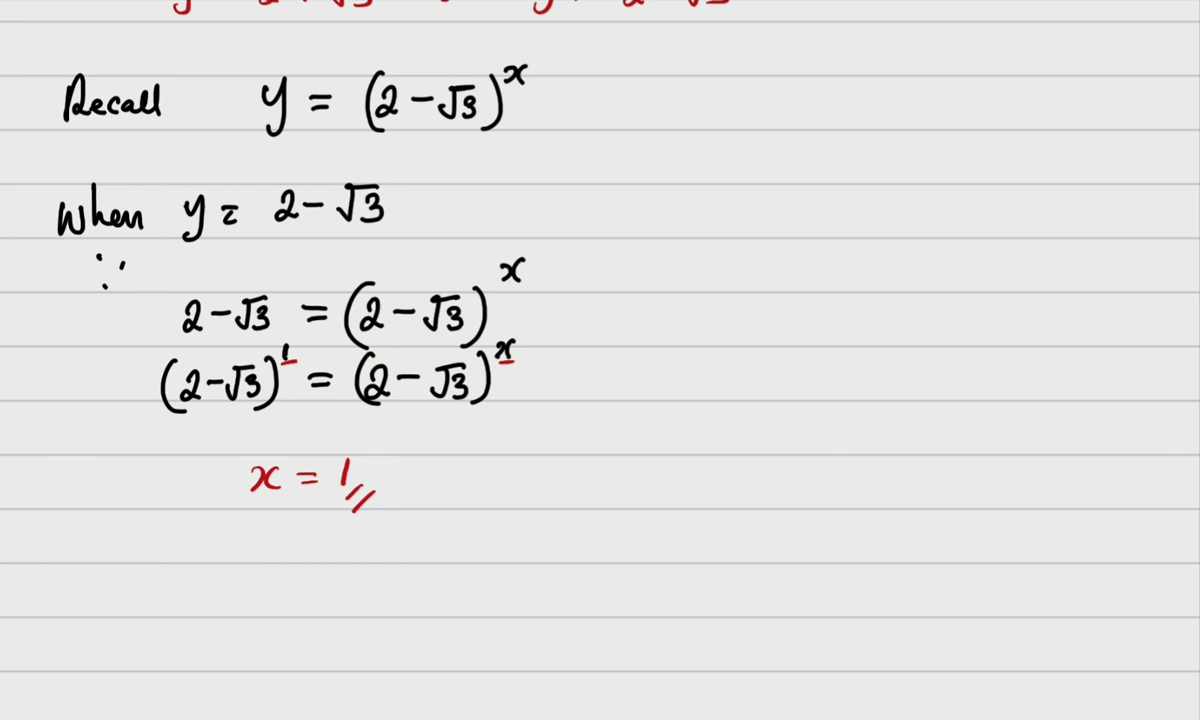 Recall y = (2-√3)^x
When y = 2-√3
∵
2-√3 = (2-√3)^x
(2-√3)^1 = (2-√3)^x
x = 1